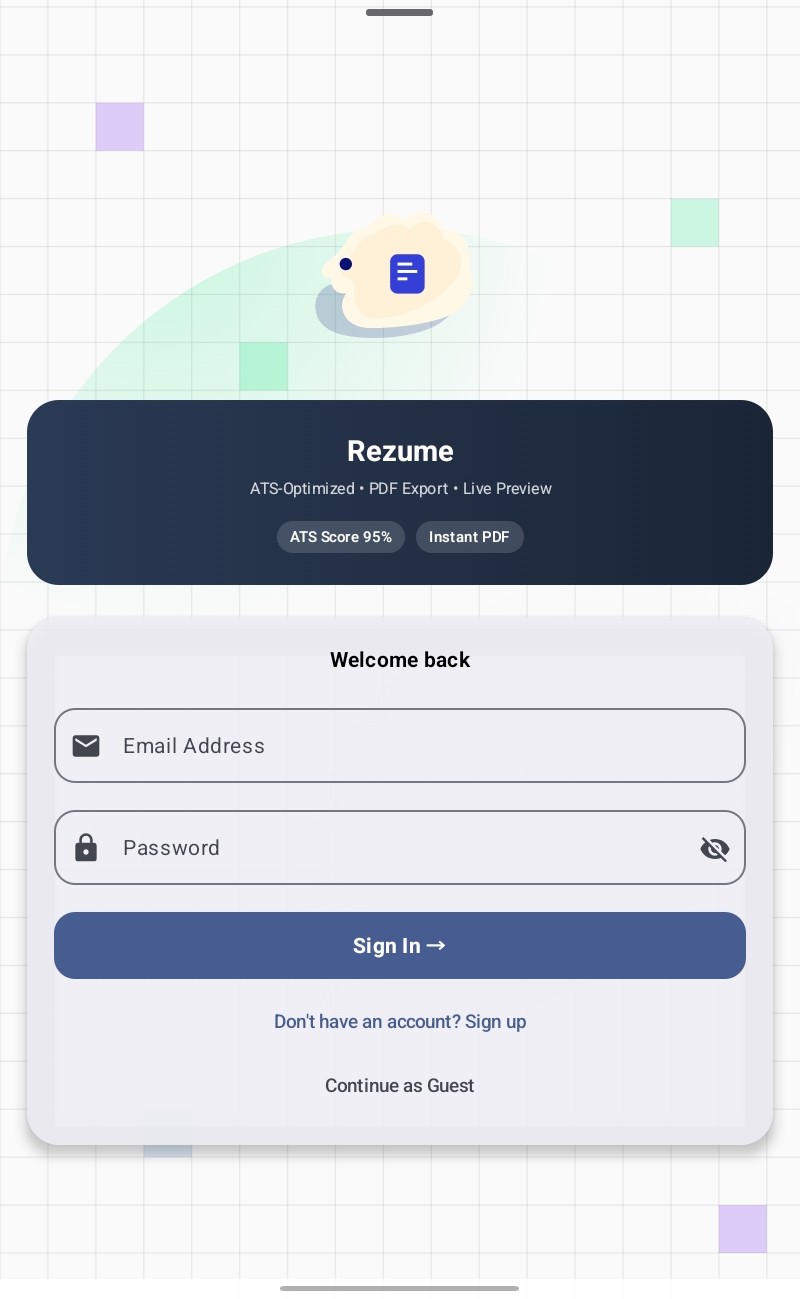 Rezume
ATS-Optimized • PDF Export • Live Preview
ATS Score 95% Instant PDF
Welcome back
Email Address
Password
Sign In →
Don't have an account? Sign up
Continue as Guest